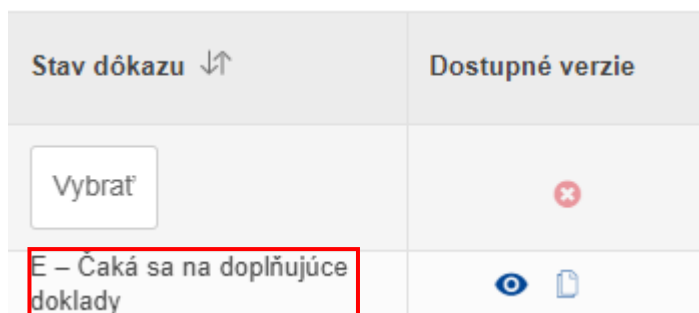 Stav dôkazu
Dostupné verzie
Vybrať
E – Čaká sa na doplňujúce
doklady